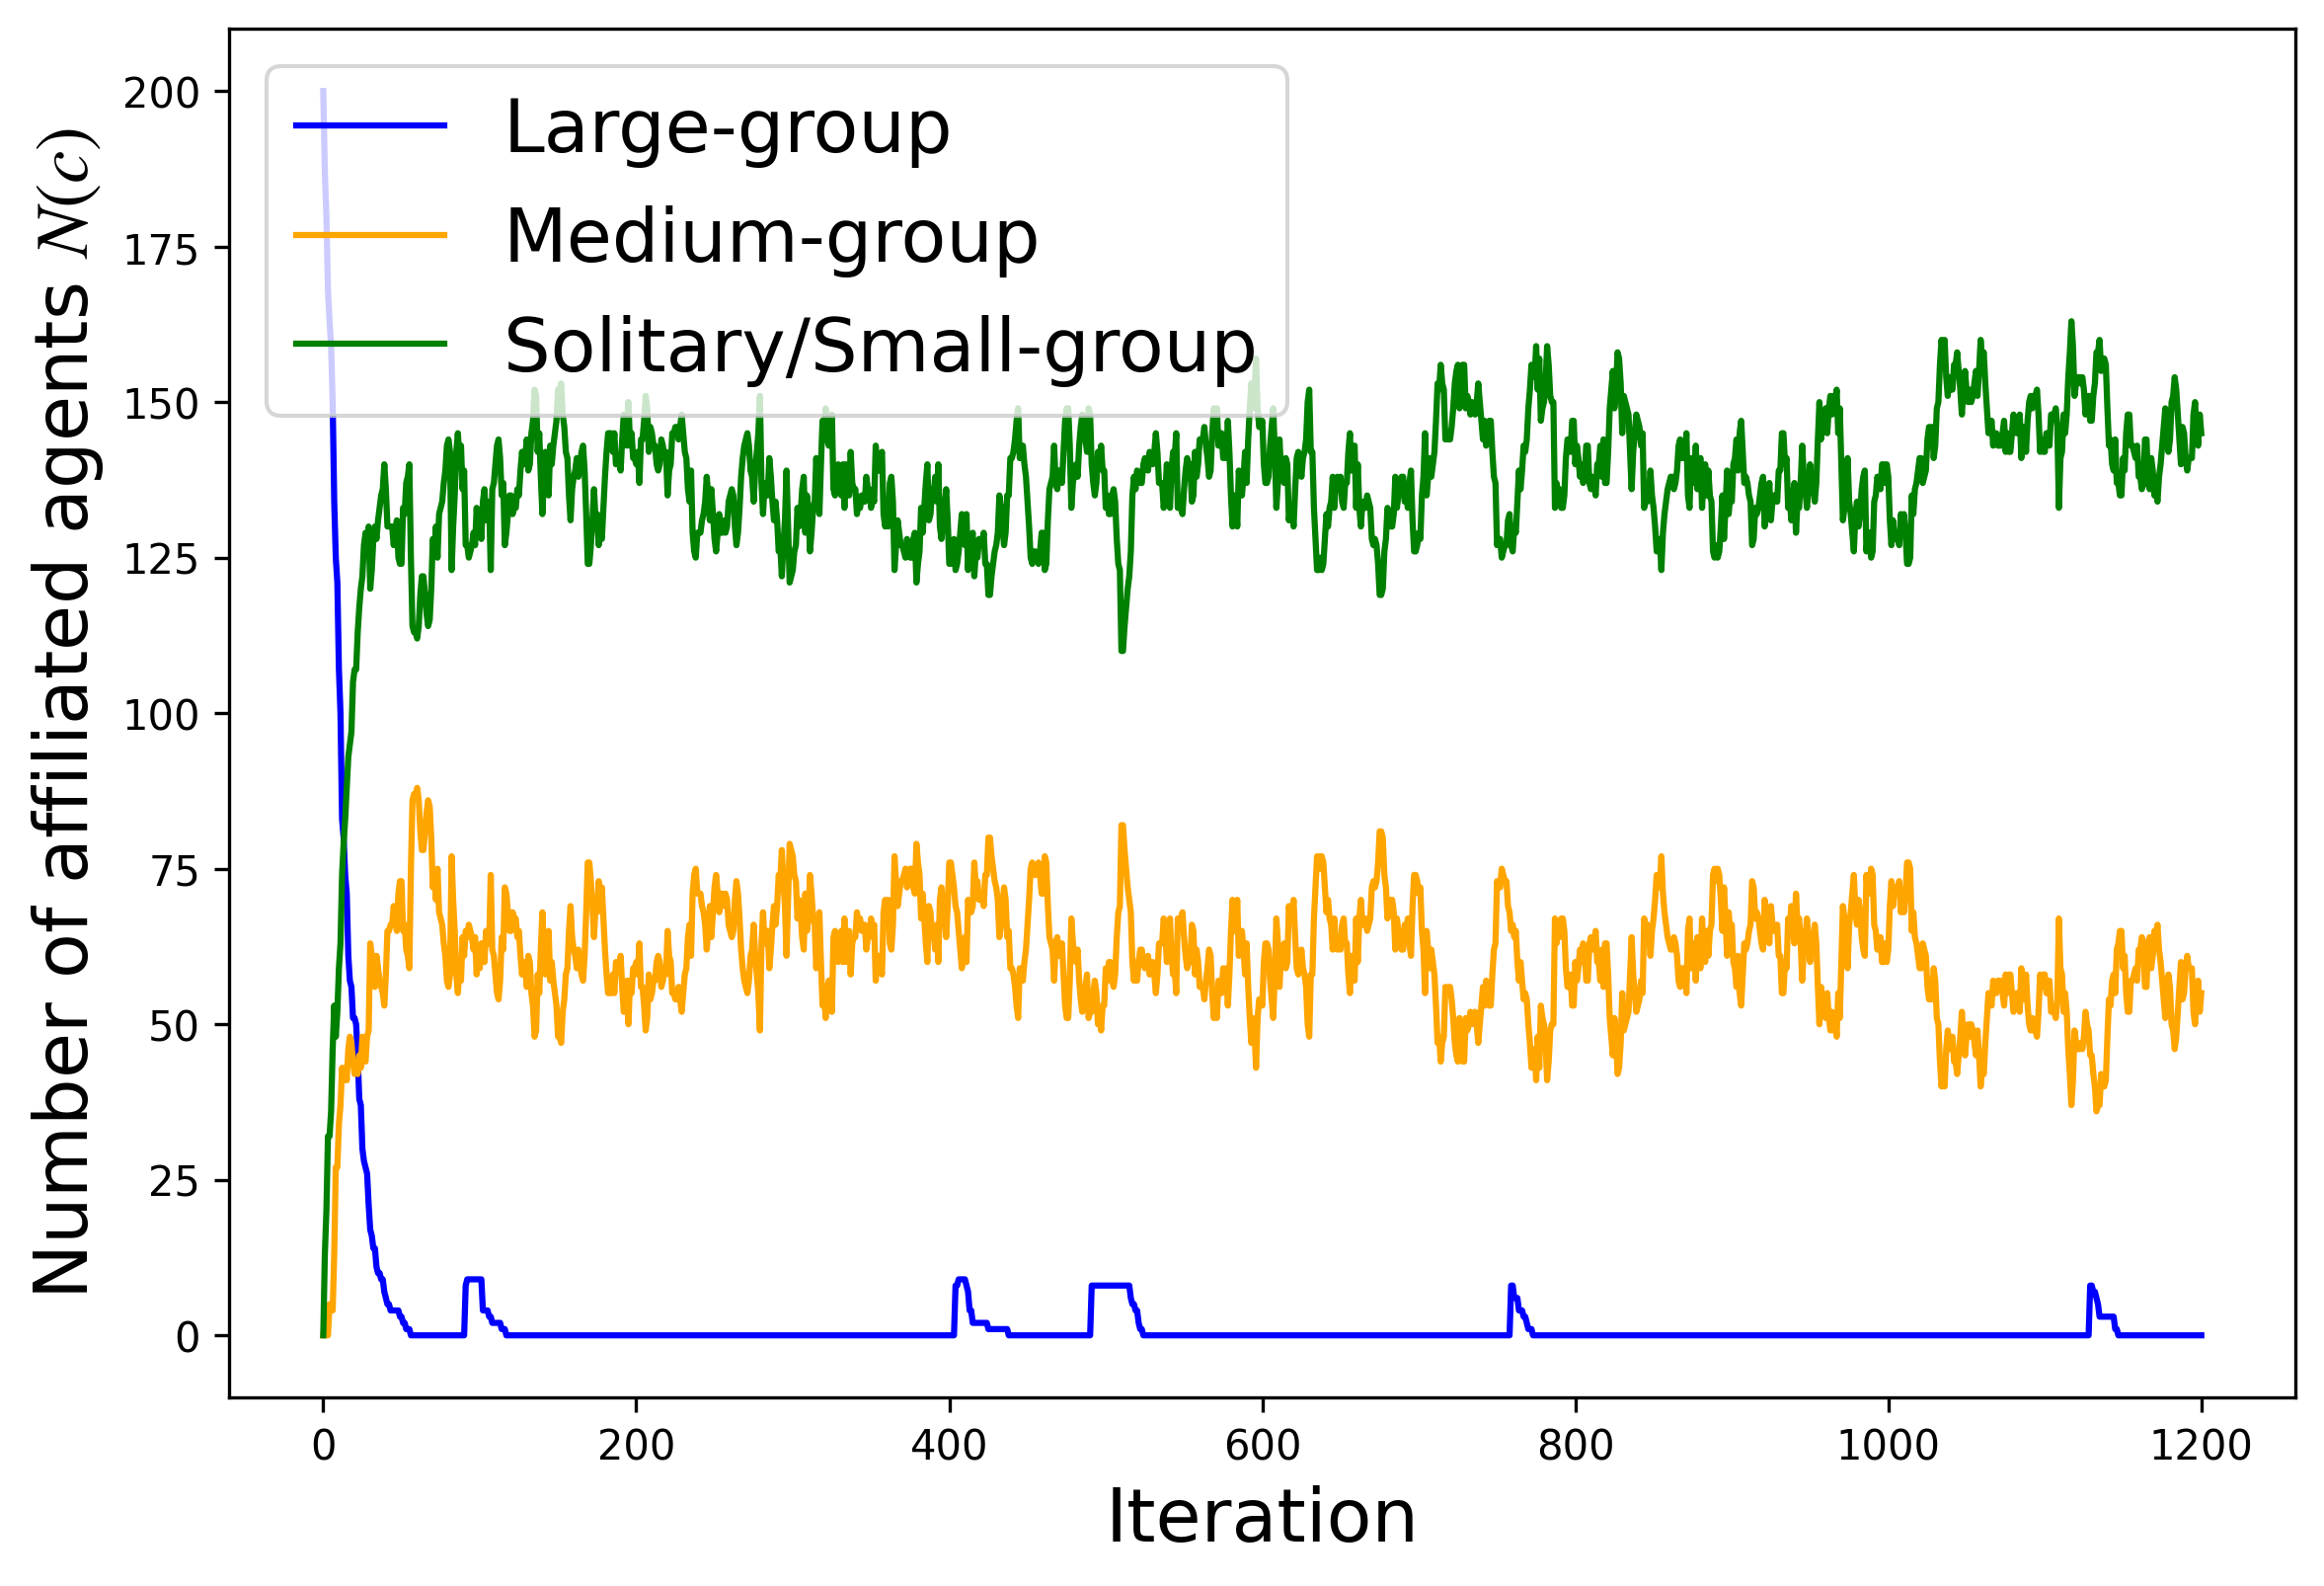 Number of affiliated agents N(c)
200
175
150
125
100
75
50
25
0
Large-group
Medium-group
Solitary/Small-group
0 200 400 600 800 1000 1200
Iteration